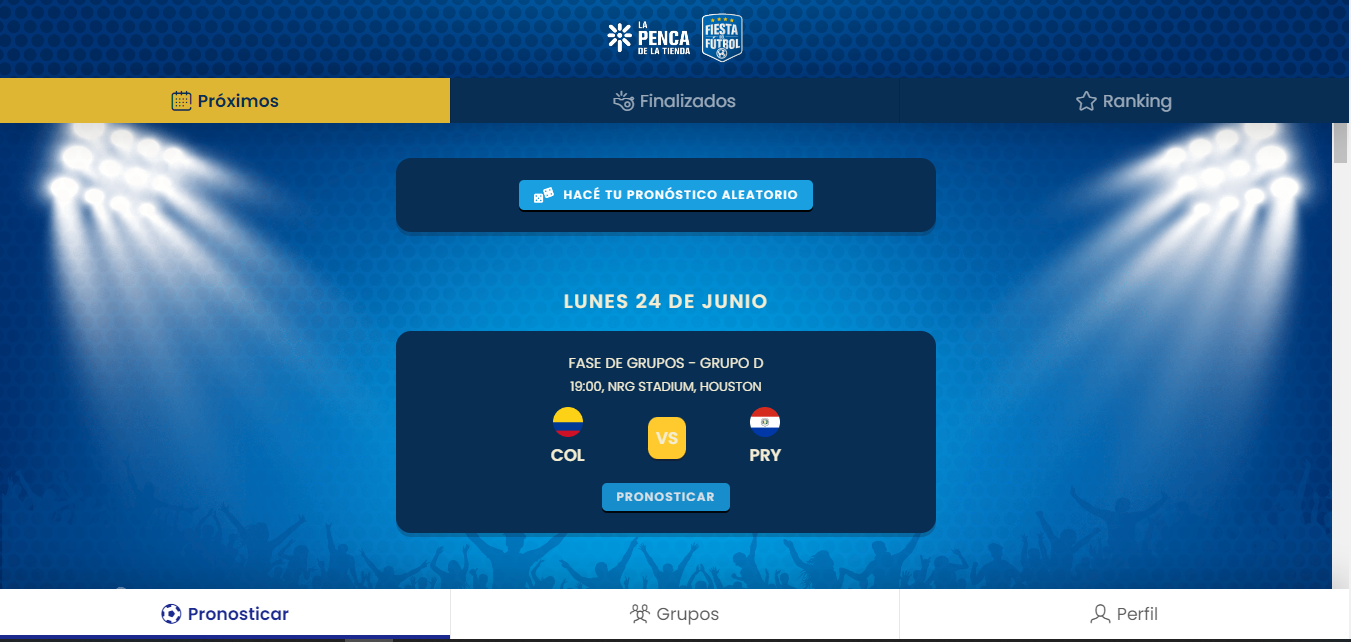 LA
PENCA
DE LA TIENDA
FIESTA
FÚTBOL
Próximos
Finalizados
Ranking
HACÉ TU PRONÓSTICO ALEATORIO
LUNES 24 DE JUNIO
FASE DE GRUPOS - GRUPO D
19:00, NRG STADIUM, HOUSTON
VS
COL
PRY
PRONOSTICAR
Pronosticar
Grupos
Perfil